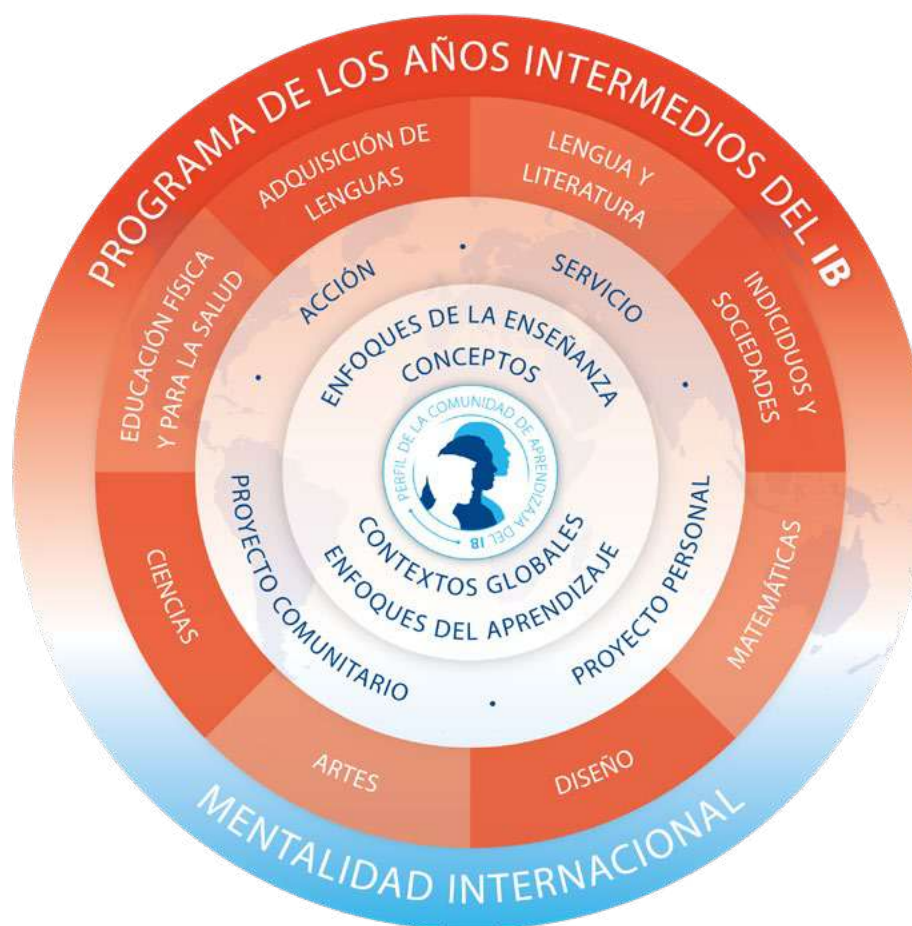 PROGRAMA DE LOS AÑOS INTERMEDIOS DEL IB
ADQUISICIÓN DE
LENGUAS
LENGUA Y
LITERATURA
INDICIDUOS Y
SOCIEDADES
MATEMÁTICAS
DISEÑO
ARTES
CIENCIAS
EDUCACIÓN FÍSICA
Y PARA LA SALUD
ACCIÓN
SERVICIO
PROYECTO PERSONAL
PROYECTO COMUNITARIO
ENFOQUES DE LA ENSEÑANZA
CONCEPTOS
PERFIL DE LA COMUNIDAD DE APRENDIZAJA DEL IB
CONTEXTOS GLOBALES
ENFOQUES DEL APRENDIZAJE
MENTALIDAD INTERNACIONAL